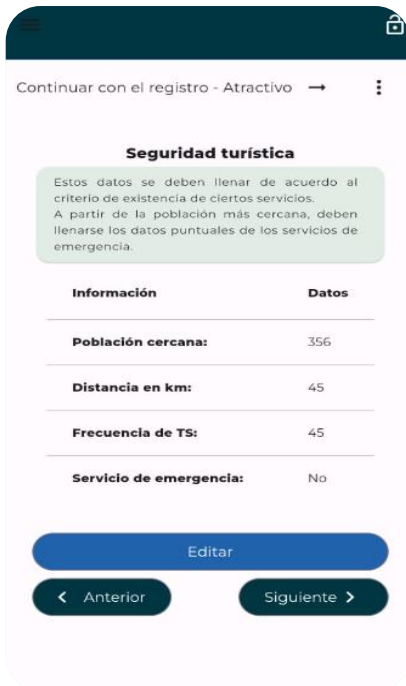 Continuar con el registro - Atractivo →
Seguridad turística
Estos datos se deben llenar de acuerdo al
criterio de existencia de ciertos servicios.
A partir de la población más cercana, deben
llenarse los datos puntuales de los servicios de
emergencia.
Información Datos
Población cercana: 356
Distancia en km: 45
Frecuencia de TS: 45
Servicio de emergencia: No
Editar
Anterior Siguiente